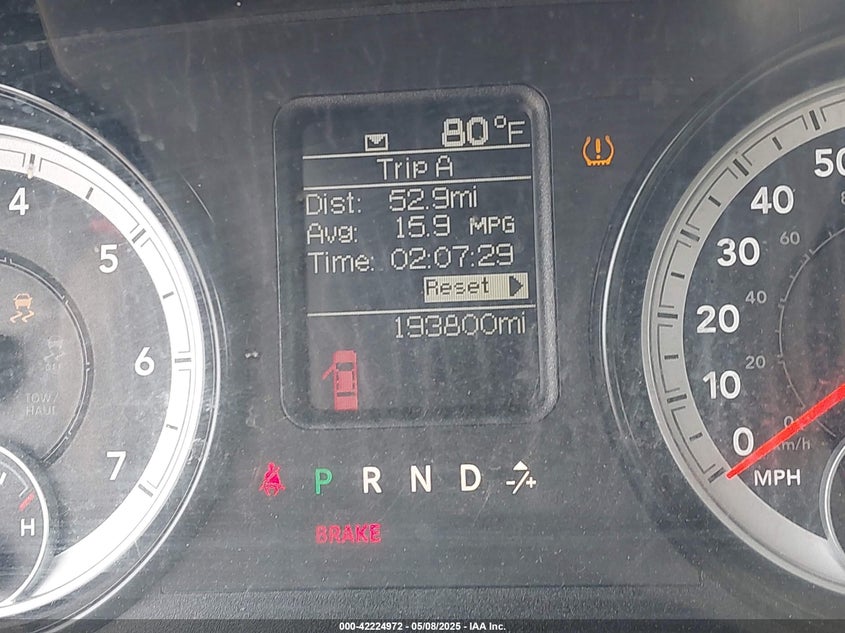 80°F
Trip A
Dist: 52.9mi
Avg: 15.9 MPG
Time: 02:07:29
Reset
193800mi
4
5
6
7
TOW/
HAUL
H
P R N D -/+
BRAKE
50
40
30
20
10
0
MPH
60
40
20
0
km/h
000-42224972 - 05/08/2025 - IAA Inc.